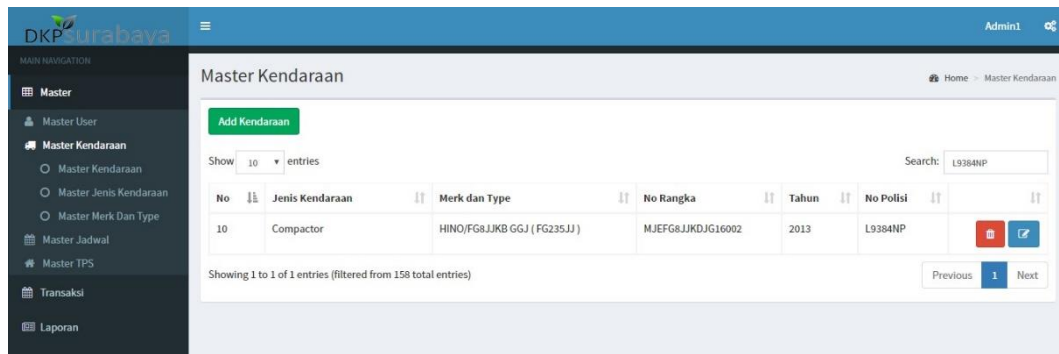 DKPSurabaya
Admin1
MAIN NAVIGATION
Master
Master User
Master Kendaraan
Master Kendaraan
Master Jenis Kendaraan
Master Merk Dan Type
Master Jadwal
Master TPS
Transaksi
Laporan
Master Kendaraan
Home > Master Kendaraan
Add Kendaraan
Show 10 entries
Search: L9384NP
No Jenis Kendaraan Merk dan Type No Rangka Tahun No Polisi
10 Compactor HINO/FG8JJKB GGJ ( FG235JJ ) MJEFG8JJKDJG16002 2013 L9384NP
Showing 1 to 1 of 1 entries (filtered from 158 total entries)
Previous 1 Next